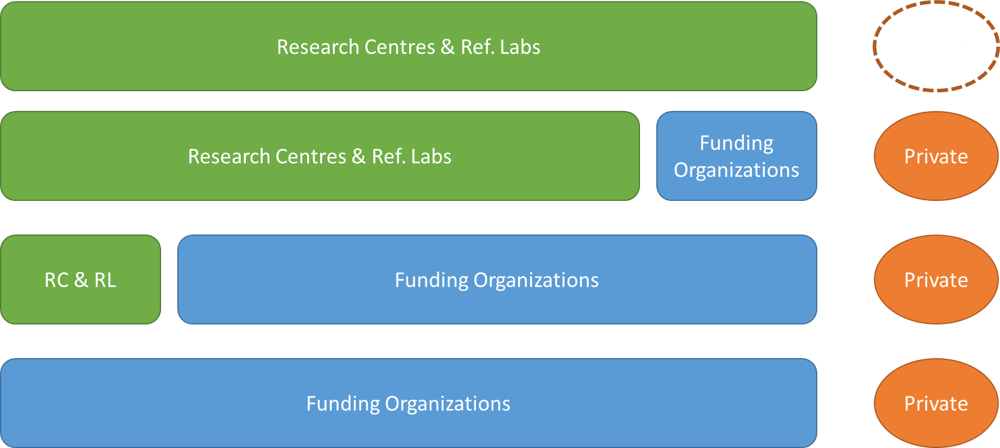 Research Centres & Ref. Labs
Research Centres & Ref. Labs
Funding
Organizations
Private
RC & RL
Funding Organizations
Private
Funding Organizations
Private